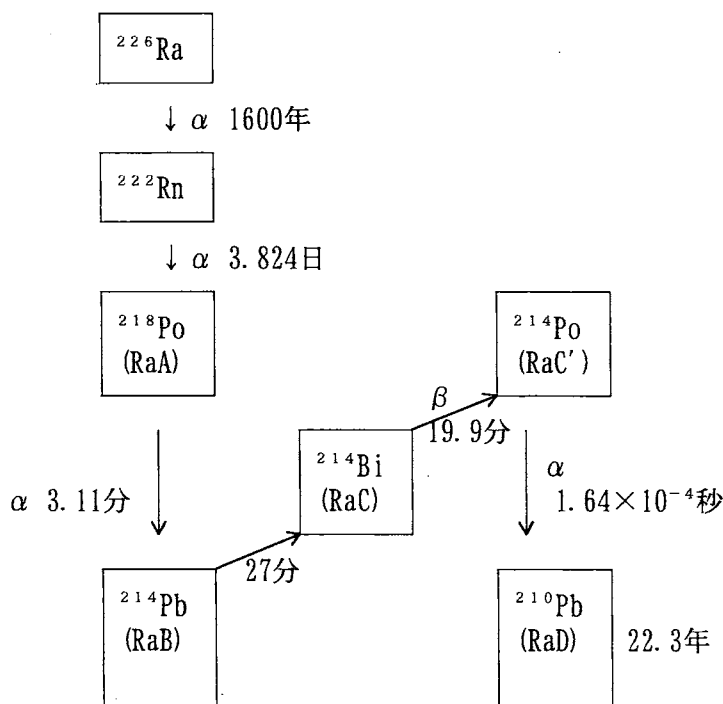 ²²⁶Ra
↓ α 1600年
²²²Rn
↓ α 3.824日
²¹⁸Po
(RaA)
²¹⁴Po
(RaC′)
β
19.9分
²¹⁴Bi
(RaC)
α 3.11分
α
1.64×10⁻⁴秒
27分
²¹⁴Pb
(RaB)
²¹⁰Pb
(RaD)
22.3年